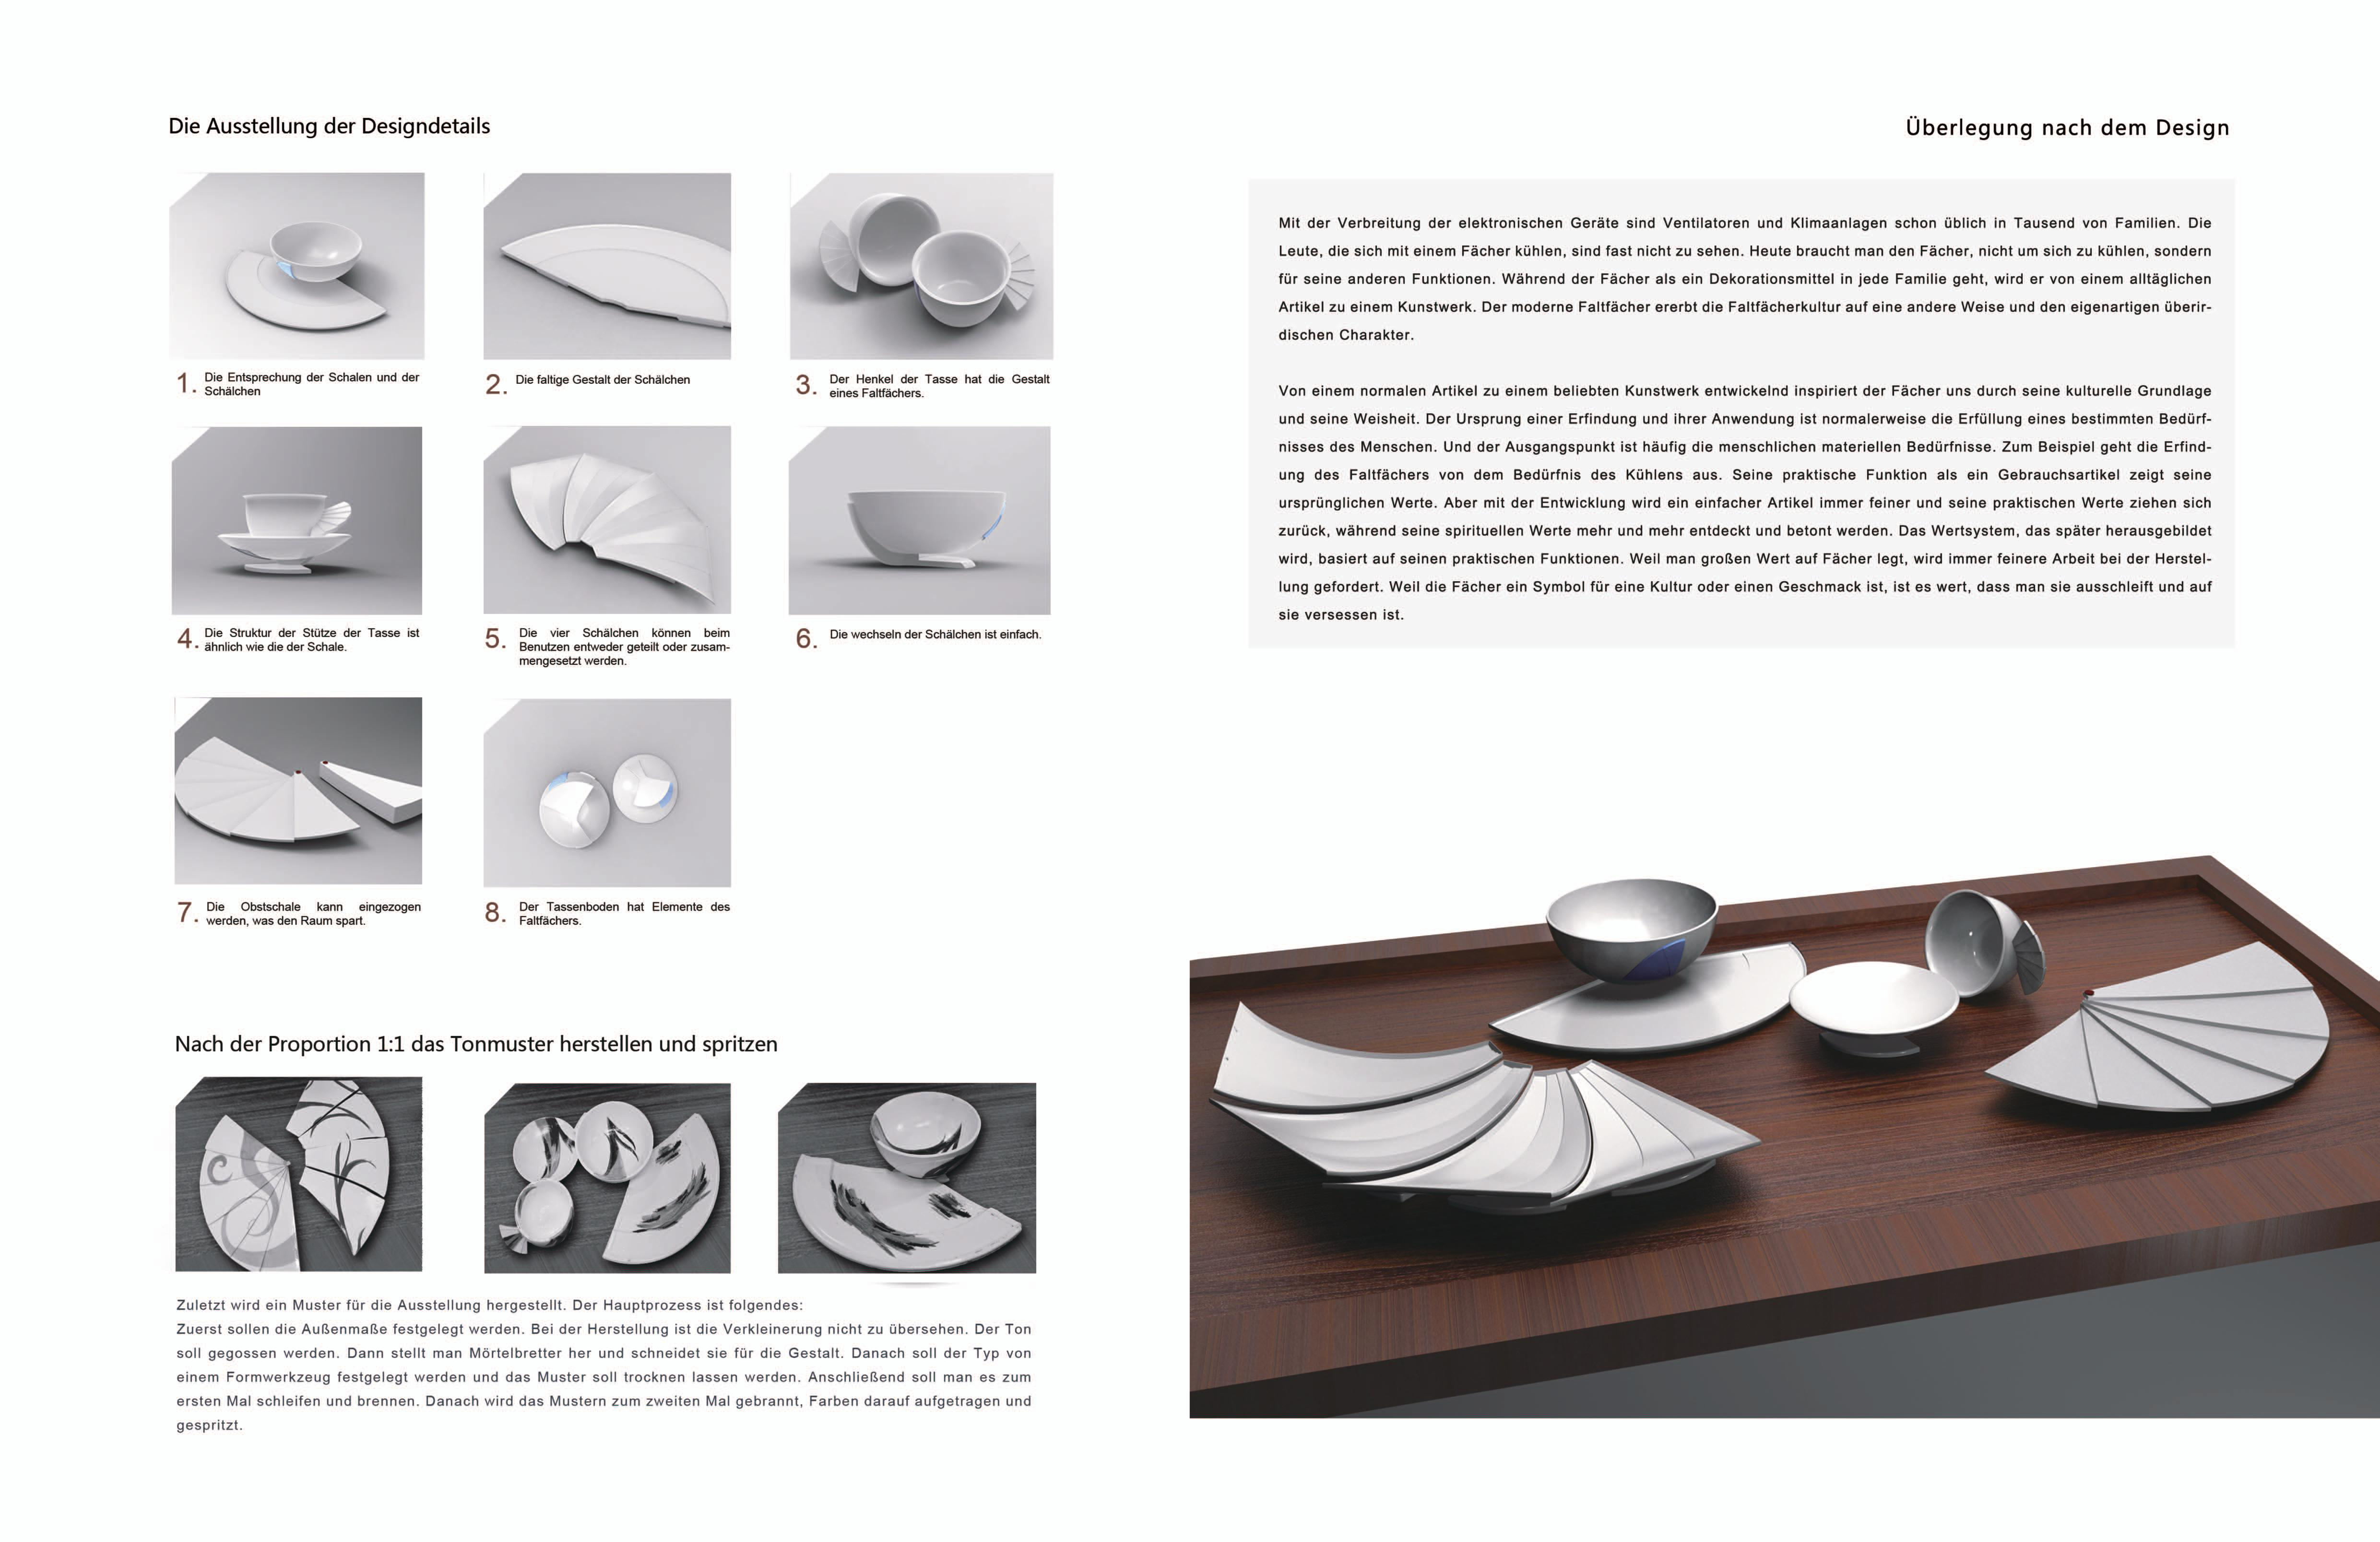 Die Ausstellung der Designdetails
1. Die Entsprechung der Schalen und der
Schälchen
2. Die faltige Gestalt der Schälchen
3. Der Henkel der Tasse hat die Gestalt
eines Faltfächers.
4. Die Struktur der Stütze der Tasse ist
ähnlich wie die der Schale.
5. Die vier Schälchen können beim
Benutzen entweder geteilt oder zusam-
mengesetzt werden.
6. Die wechseln der Schälchen ist einfach.
7. Die Obstschale kann eingezogen
werden, was den Raum spart.
8. Der Tassenboden hat Elemente des
Faltfächers.
Nach der Proportion 1:1 das Tonmuster herstellen und spritzen
Zuletzt wird ein Muster für die Ausstellung hergestellt. Der Hauptprozess ist folgendes:
Zuerst sollen die Außenmaße festgelegt werden. Bei der Herstellung ist die Verkleinerung nicht zu übersehen. Der Ton
soll gegossen werden. Dann stellt man Mörtelbretter her und schneidet sie für die Gestalt. Danach soll der Typ von
einem Formwerkzeug festgelegt werden und das Muster soll trocknen lassen werden. Anschließend soll man es zum
ersten Mal schleifen und brennen. Danach wird das Mustern zum zweiten Mal gebrannt, Farben darauf aufgetragen und
gespritzt.
Überlegung nach dem Design
Mit der Verbreitung der elektronischen Geräte sind Ventilatoren und Klimaanlagen schon üblich in Tausend von Familien. Die
Leute, die sich mit einem Fächer kühlen, sind fast nicht zu sehen. Heute braucht man den Fächer, nicht um sich zu kühlen, sondern
für seine anderen Funktionen. Während der Fächer als ein Dekorationsmittel in jede Familie geht, wird er von einem alltäglichen
Artikel zu einem Kunstwerk. Der moderne Faltfächer ererbt die Faltfächerkultur auf eine andere Weise und den eigenartigen überir-
dischen Charakter.
Von einem normalen Artikel zu einem beliebten Kunstwerk entwickelnd inspiriert der Fächer uns durch seine kulturelle Grundlage
und seine Weisheit. Der Ursprung einer Erfindung und ihrer Anwendung ist normalerweise die Erfüllung eines bestimmten Bedürf-
nisses des Menschen. Und der Ausgangspunkt ist häufig die menschlichen materiellen Bedürfnisse. Zum Beispiel geht die Erfind-
ung des Faltfächers von dem Bedürfnis des Kühlens aus. Seine praktische Funktion als ein Gebrauchsartikel zeigt seine
ursprünglichen Werte. Aber mit der Entwicklung wird ein einfacher Artikel immer feiner und seine praktischen Werte ziehen sich
zurück, während seine spirituellen Werte mehr und mehr entdeckt und betont werden. Das Wertsystem, das später herausgebildet
wird, basiert auf seinen praktischen Funktionen. Weil man großen Wert auf Fächer legt, wird immer feinere Arbeit bei der Herstel-
lung gefordert. Weil die Fächer ein Symbol für eine Kultur oder einen Geschmack ist, ist es wert, dass man sie ausschleift und auf
sie versessen ist.